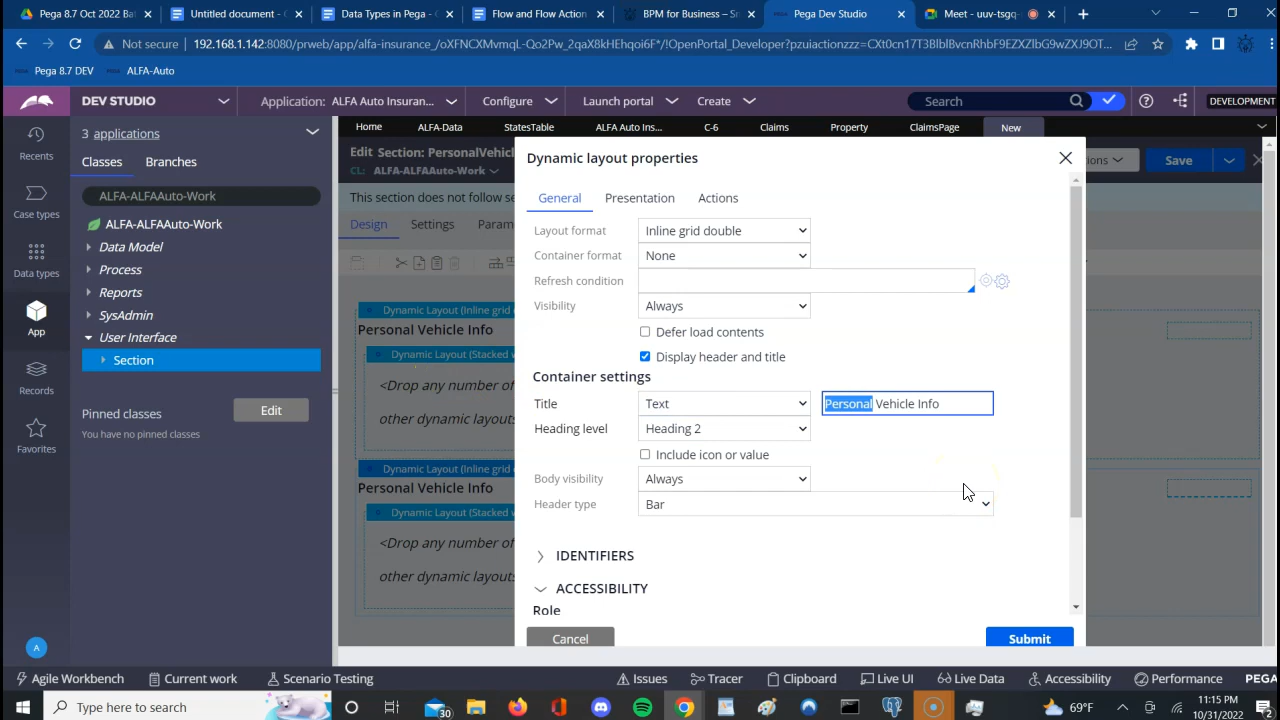 Pega 8.7 Oct 2022 Bat
Untitled document - G
Data Types in Pega - G
Flow and Flow Action
BPM for Business – Sn
Pega Dev Studio
Meet - uuv-tsgq-
Not secure
192.168.1.142:8080/prweb/app/alfa-insurance_/oXFNCXMvmqL-Qo2Pw_2qaX8kHEhqoi6F*/!OpenPortal_Developer?pzuiactionzzz=CXt0cn17T3BlblBvcnRhbF9EZXZlbG9wZXJ9OT...
Pega 8.7 DEV
ALFA-Auto
DEV STUDIO
Application: ALFA Auto Insuran...
Configure
Launch portal
Create
Search
DEVELOPMENT
Recents
Case types
Data types
App
Records
Favorites
A
3 applications
Classes
Branches
ALFA-ALFAAuto-Work
ALFA-ALFAAuto-Work
Data Model
Process
Reports
SysAdmin
User Interface
Section
Pinned classes
Edit
You have no pinned classes
Home
ALFA-Data
StatesTable
ALFA Auto Ins...
C-6
Claims
Property
ClaimsPage
New
Edit Section: PersonalVehicl
CL: ALFA-ALFAAuto-Work
ions
Save
This section does not follow se
Design
Settings
Param
Dynamic Layout (Inline grid
Personal Vehicle Info
Dynamic Layout (Stacked w
<Drop any number of
other dynamic layouts
Dynamic Layout (Inline grid
Personal Vehicle Info
Dynamic Layout (Stacked w
<Drop any number of
other dynamic layouts
Dynamic layout properties
General
Presentation
Actions
Layout format
Inline grid double
Container format
None
Refresh condition
Visibility
Always
Defer load contents
Display header and title
Container settings
Title
Text
Personal Vehicle Info
Heading level
Heading 2
Include icon or value
Body visibility
Always
Header type
Bar
IDENTIFIERS
ACCESSIBILITY
Role
Cancel
Submit
Agile Workbench
Current work
Scenario Testing
Issues
Tracer
Clipboard
Live UI
Live Data
Accessibility
Performance
PEGA
Type here to search
30
69°F
11:15 PM
10/31/2022